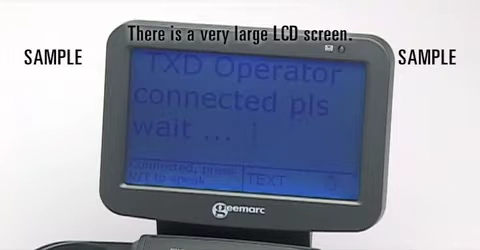 There is a very large LCD screen.
SAMPLE
SAMPLE
TXD Operator
connected pls
wait ...
connected, press
to speak
TEXT
geemarc